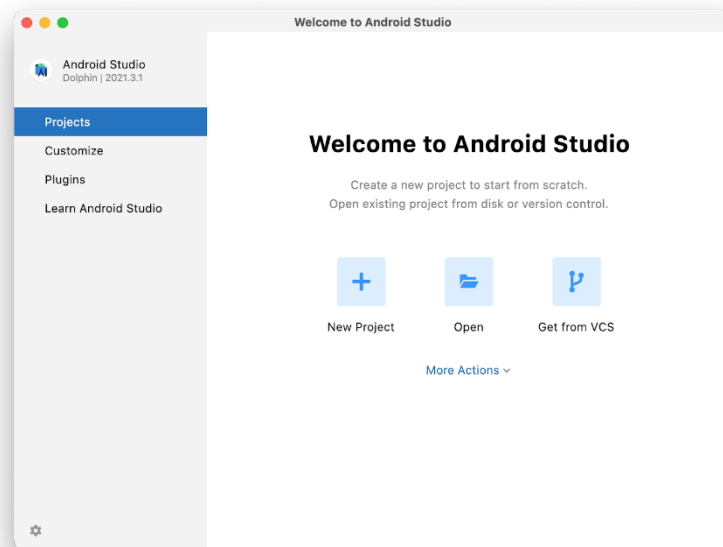 Welcome to Android Studio
Android Studio
Dolphin | 2021.3.1
Projects
Customize
Plugins
Learn Android Studio
Welcome to Android Studio
Create a new project to start from scratch.
Open existing project from disk or version control.
New Project
Open
Get from VCS
More Actions